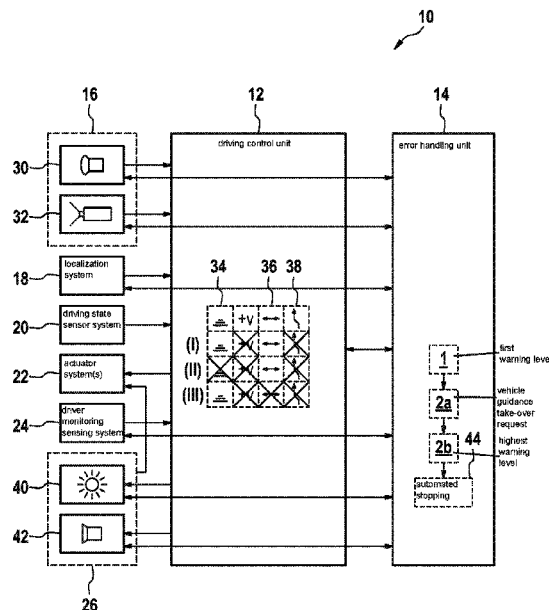 10
16
12
14
driving control unit
error handling unit
30
32
34
36
38
localization
system
18
driving state
sensor system
20
actuator
system(s)
22
driver
monitoring
sensing system
24
+v
(I)
+v
(II)
+v
(III)
+v
1
first
warning level
2a
vehicle
guidance
take-over
request
2b
highest
warning
level
44
automated
stopping
40
42
26